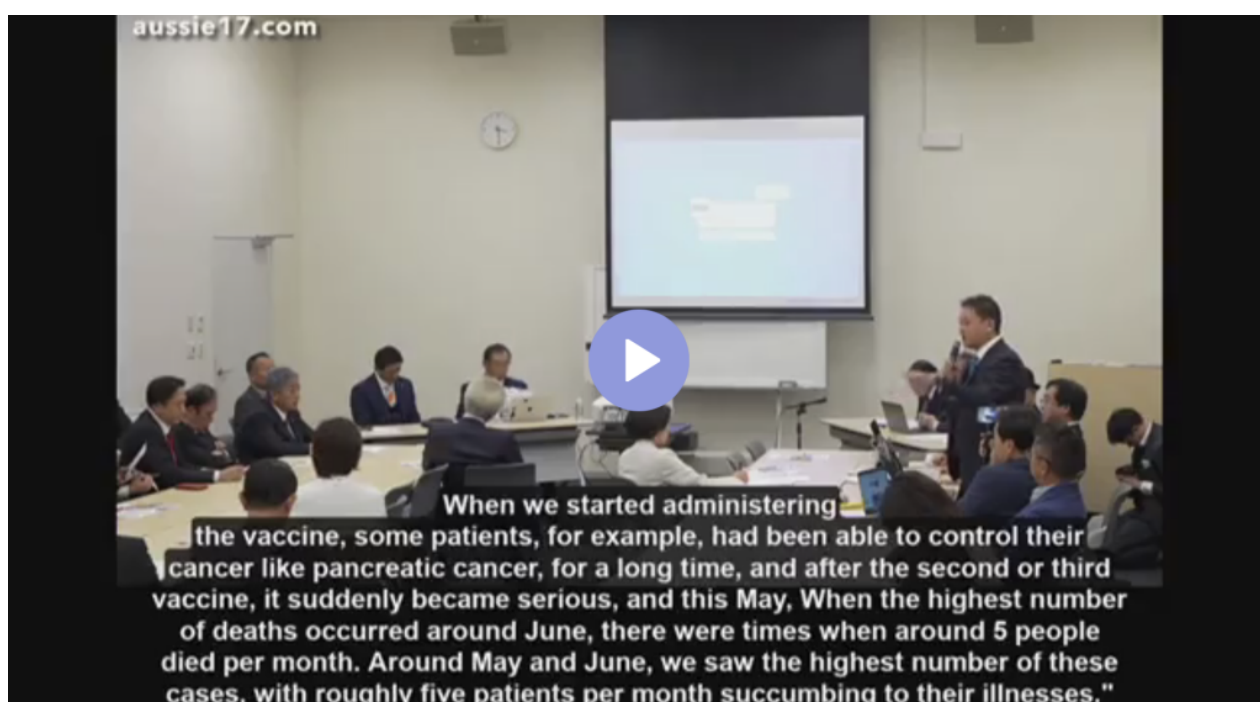 aussie17.com
When we started administering
the vaccine, some patients, for example, had been able to control their
cancer like pancreatic cancer, for a long time, and after the second or third
vaccine, it suddenly became serious, and this May, When the highest number
of deaths occurred around June, there were times when around 5 people
died per month. Around May and June, we saw the highest number of these
cases, with roughly five patients per month succumbing to their illnesses."